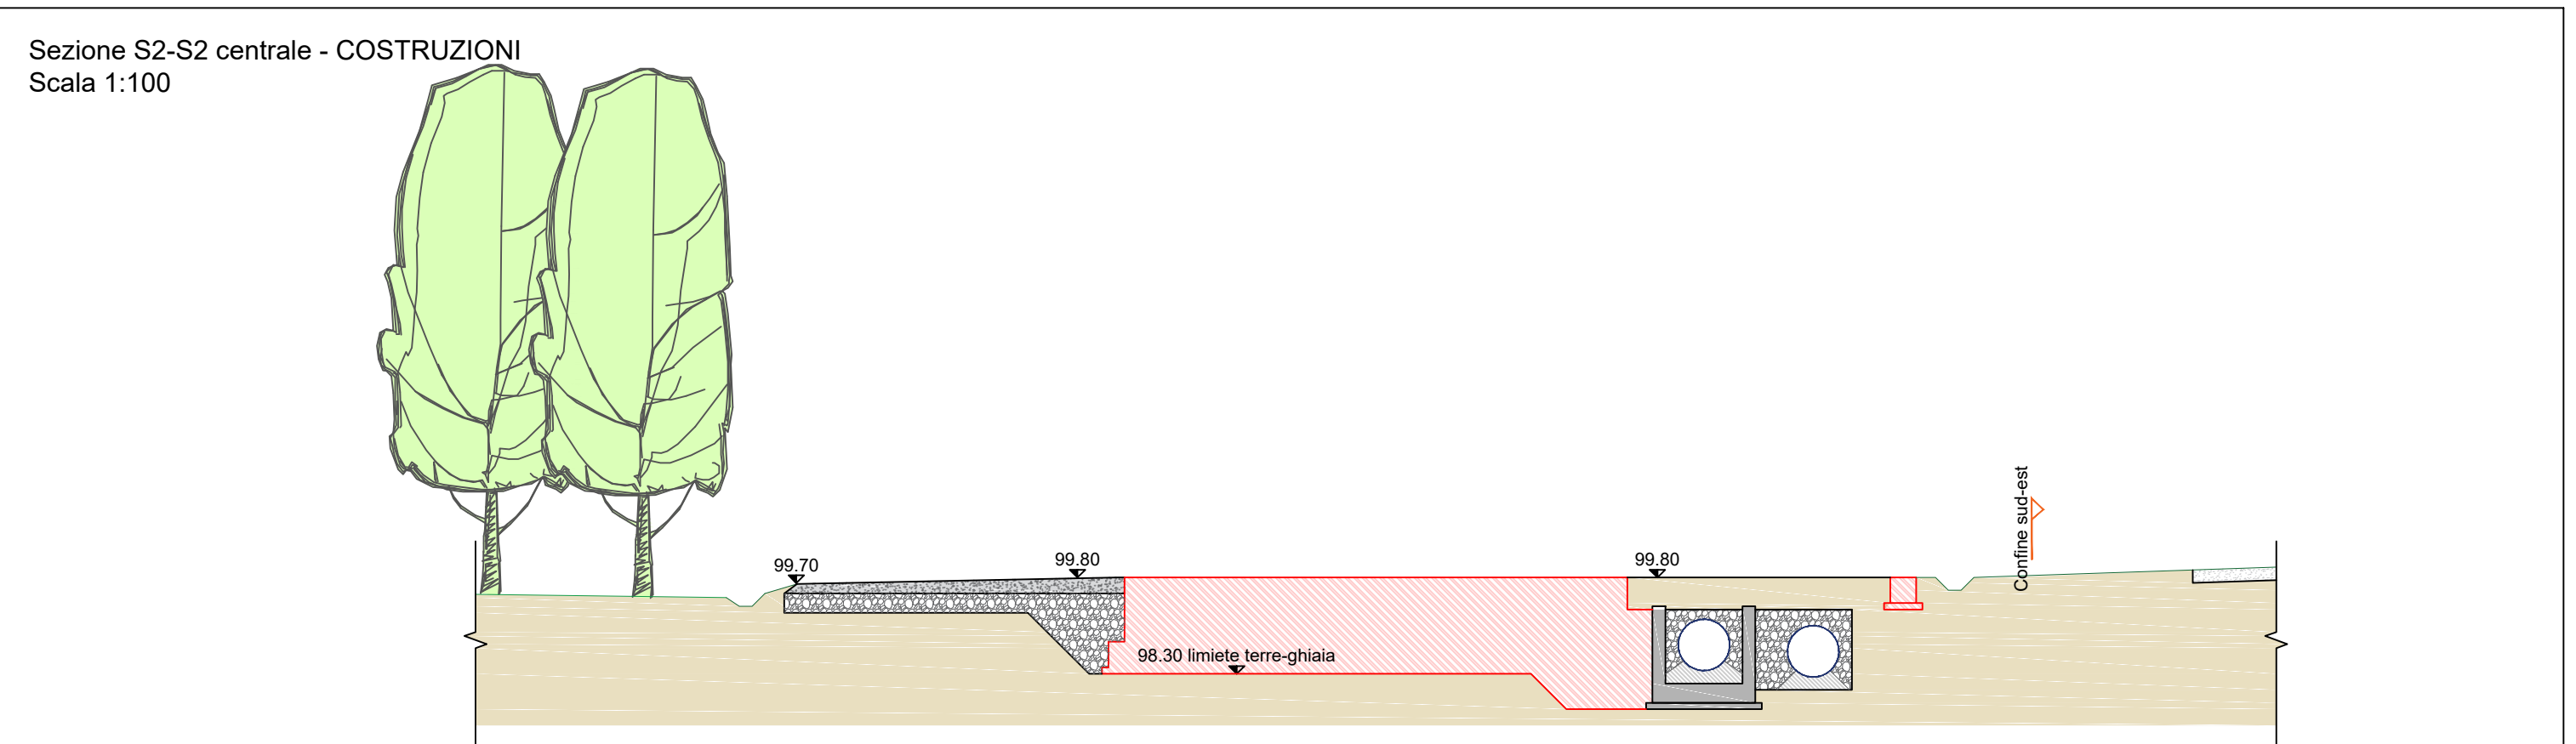 Sezione S2-S2 centrale - COSTRUZIONI
Scala 1:100
Confine sud-est
99.70
99.80
99.80
98.30 limiete terre-ghiaia